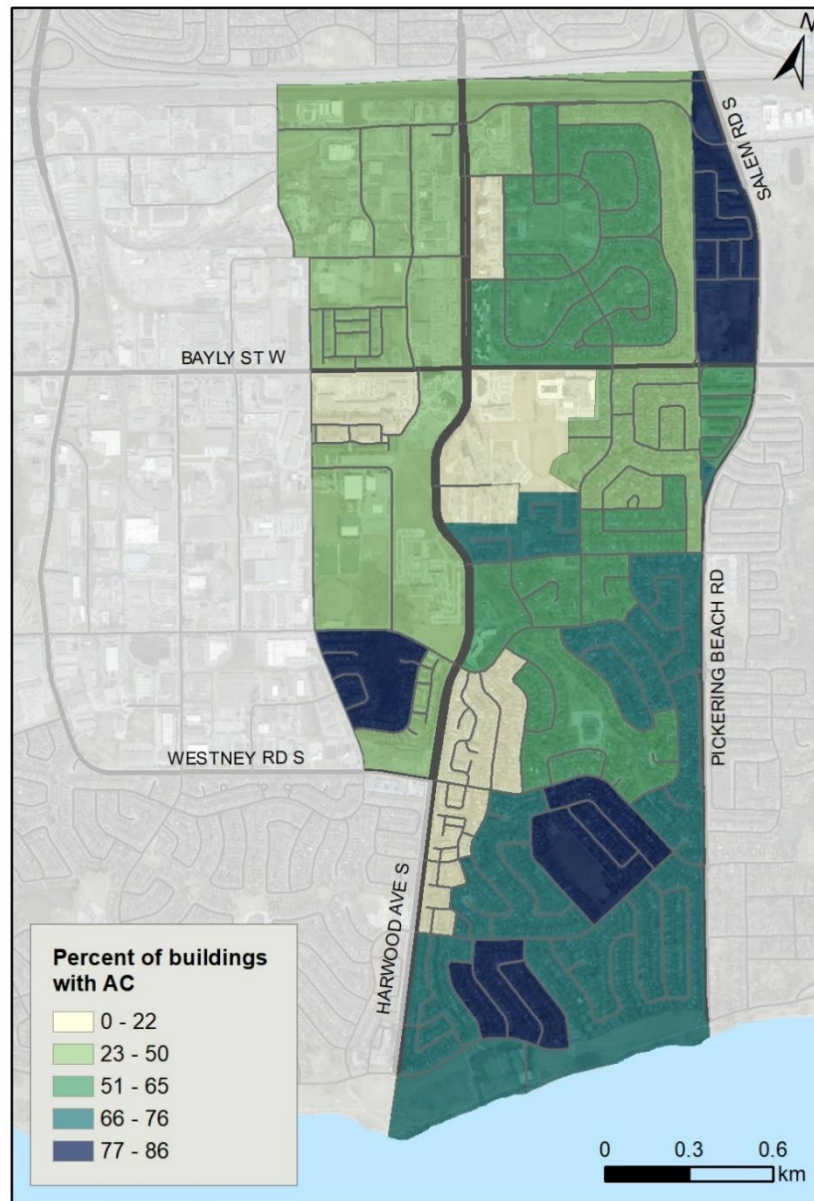 N
SALEM RD S
BAYLY ST W
PICKERING BEACH RD
WESTNEY RD S
HARWOOD AVE S
Percent of buildings
with AC
0 - 22
23 - 50
51 - 65
66 - 76
77 - 86
0 0.3 0.6
km